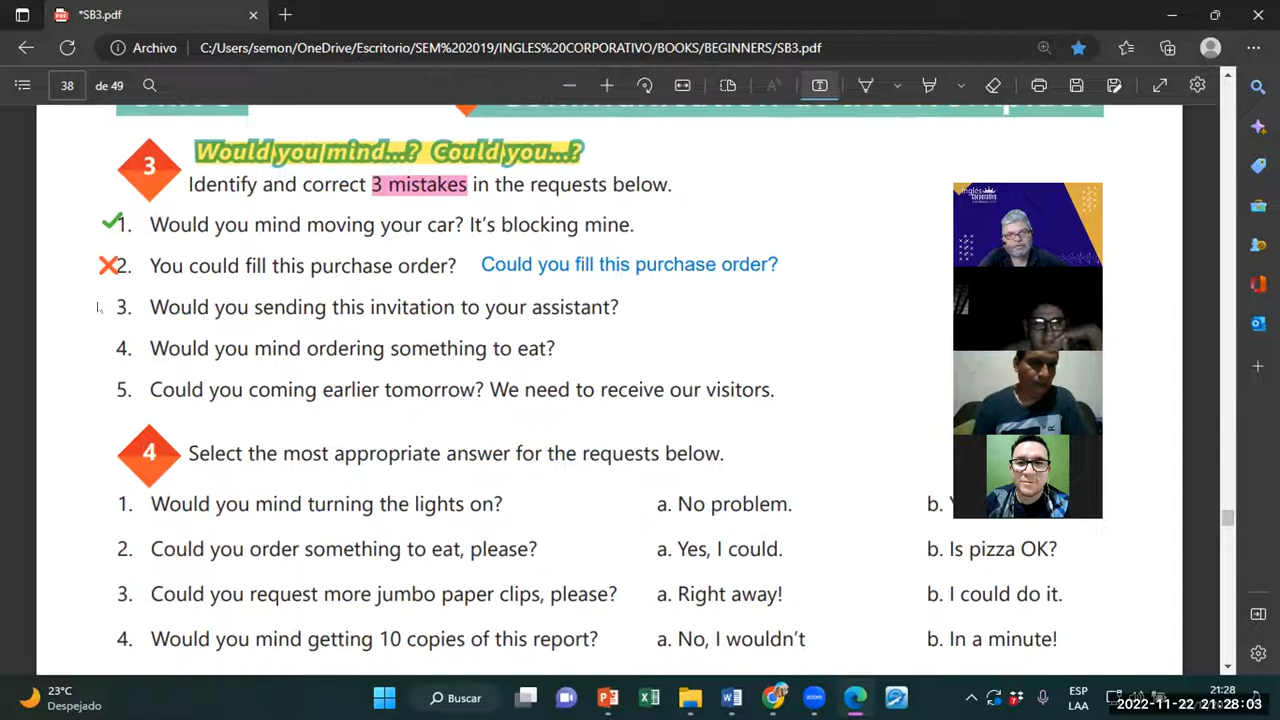 *SB3.pdf
Archivo
C:/Users/semon/OneDrive/Escritorio/SEM%202019/INGLES%20CORPORATIVO/BOOKS/BEGINNERS/SB3.pdf
38 de 49
3
Would you mind...? Could you...?
Identify and correct 3 mistakes in the requests below.
1. Would you mind moving your car? It's blocking mine.
2. You could fill this purchase order? Could you fill this purchase order?
3. Would you sending this invitation to your assistant?
4. Would you mind ordering something to eat?
5. Could you coming earlier tomorrow? We need to receive our visitors.
Inglés
Corporativo
4
Select the most appropriate answer for the requests below.
1. Would you mind turning the lights on? a. No problem. b.
2. Could you order something to eat, please? a. Yes, I could. b. Is pizza OK?
3. Could you request more jumbo paper clips, please? a. Right away! b. I could do it.
4. Would you mind getting 10 copies of this report? a. No, I wouldn't b. In a minute!
23°C
Despejado
Buscar
zoom
ESP
LAA
21:28
2022-11-22 21:28:03